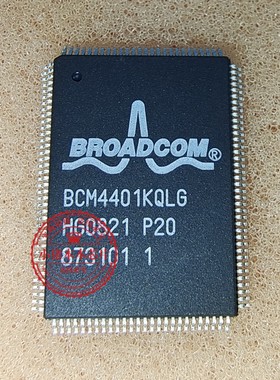 BROADCOM®
BCM4401KQLG
HG0821 P20
873101 1